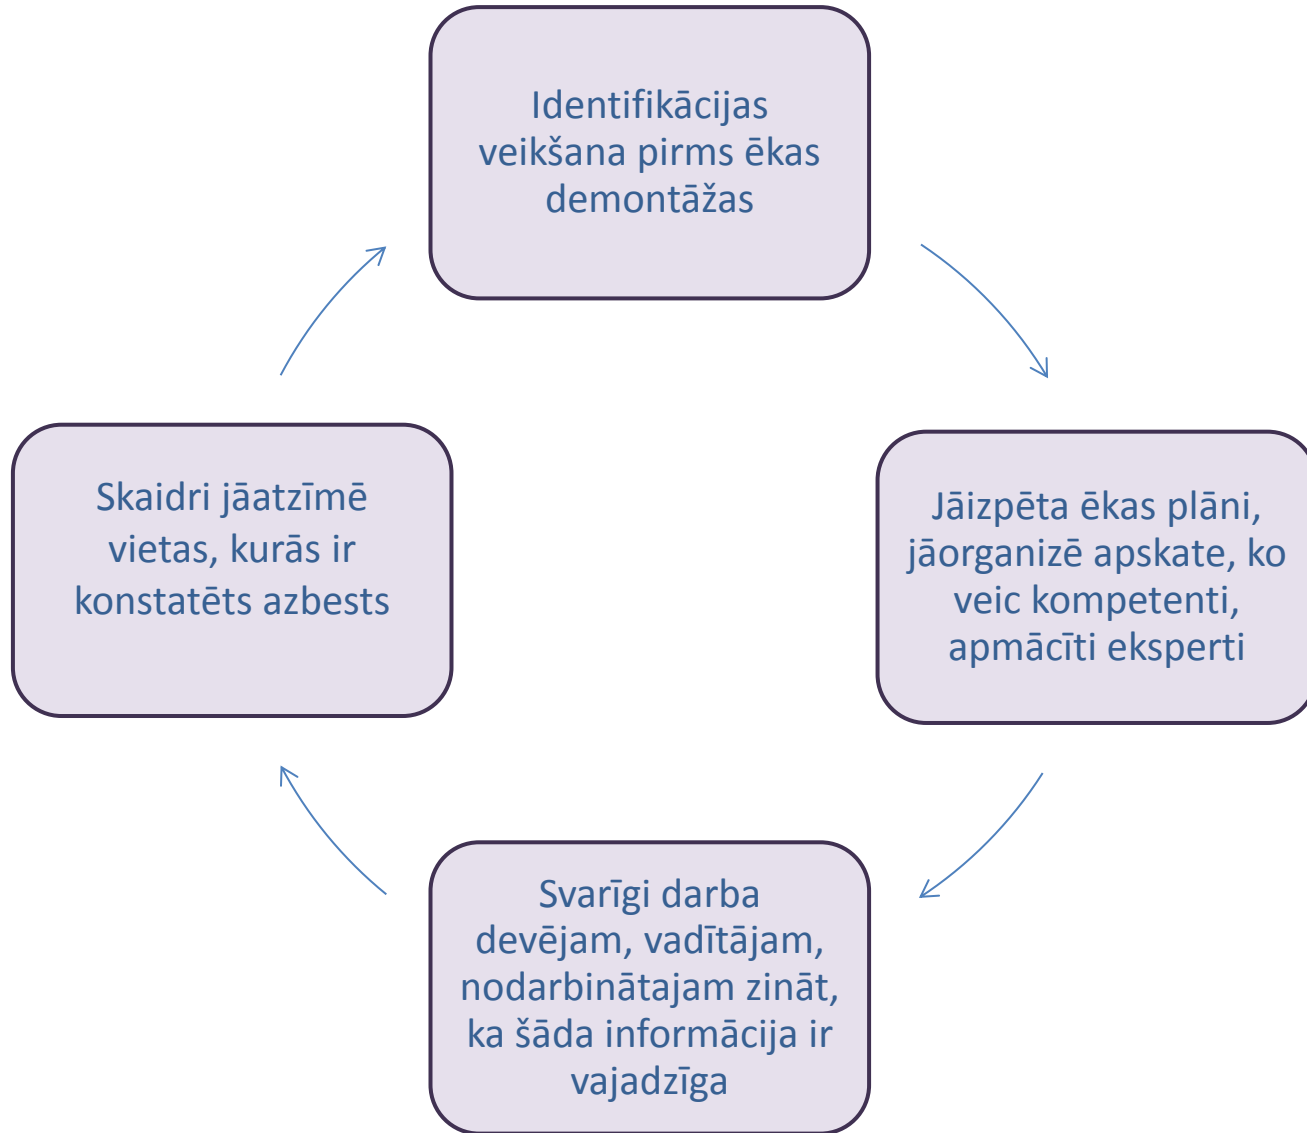 Identifikācijas
veikšana pirms ēkas
demontāžas
Jāizpēta ēkas plāni,
jāorganizē apskate, ko
veic kompetenti,
apmācīti eksperti
Svarīgi darba
devējam, vadītājam,
nodarbinātajam zināt,
ka šāda informācija ir
vajadzīga
Skaidri jāatzīmē
vietas, kurās ir
konstatēts azbests